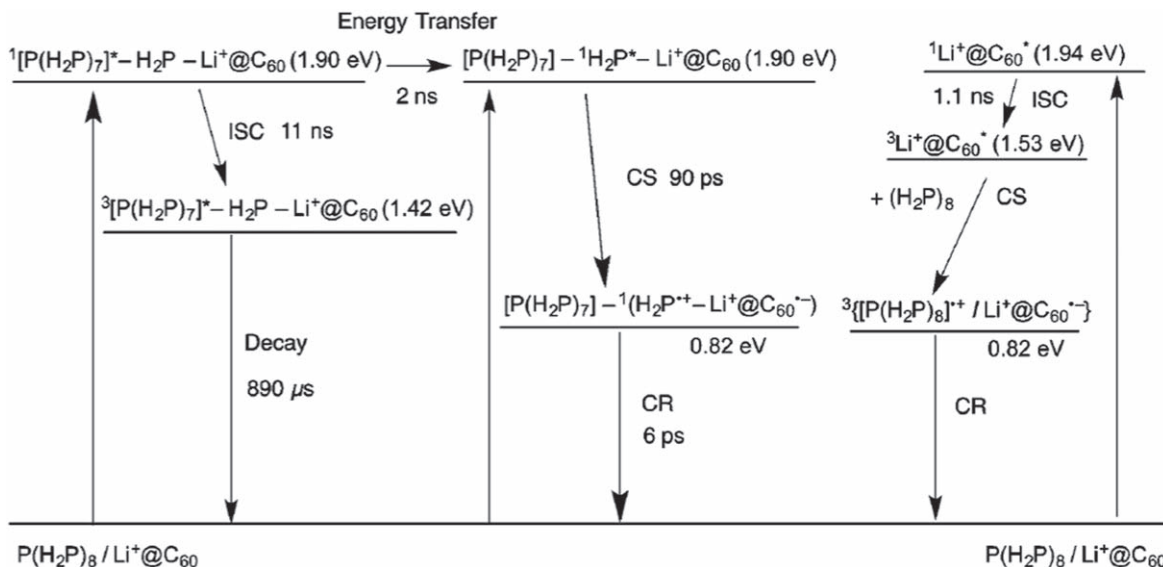 Energy Transfer
¹[P(H₂P)₇]*– H₂P – Li⁺@C₆₀ (1.90 eV)
[P(H₂P)₇] – ¹H₂P*– Li⁺@C₆₀ (1.90 eV)
¹Li⁺@C₆₀* (1.94 eV)
2 ns
1.1 ns
ISC
ISC 11 ns
³Li⁺@C₆₀* (1.53 eV)
CS 90 ps
+ (H₂P)₈
CS
³[P(H₂P)₇]*– H₂P – Li⁺@C₆₀ (1.42 eV)
[P(H₂P)₇] – ¹(H₂P•⁺– Li⁺@C₆₀•⁻)
³{[P(H₂P)₈]•⁺ / Li⁺@C₆₀•⁻}
0.82 eV
0.82 eV
Decay
890 µs
CR
6 ps
CR
P(H₂P)₈ / Li⁺@C₆₀
P(H₂P)₈ / Li⁺@C₆₀